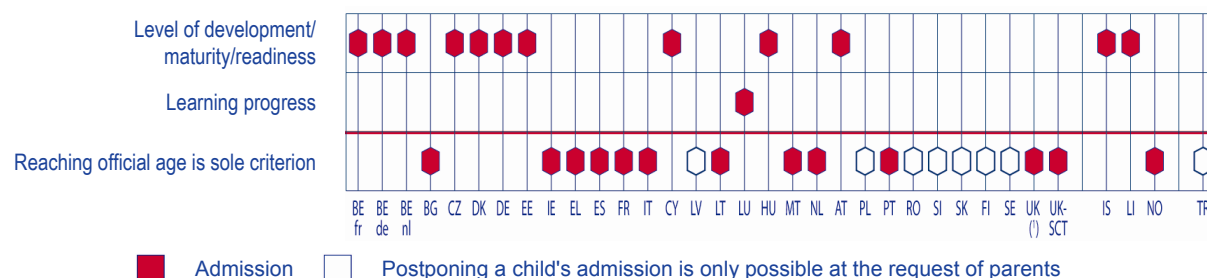 Level of development/
maturity/readiness
Learning progress
Reaching official age is sole criterion
BE BE BE BG CZ DK DE EE IE EL ES FR IT CY LV LT LU HU MT NL AT PL PT RO SI SK FI SE UK UK- IS LI NO TR
fr de nl (¹) SCT
Admission Postponing a child's admission is only possible at the request of parents